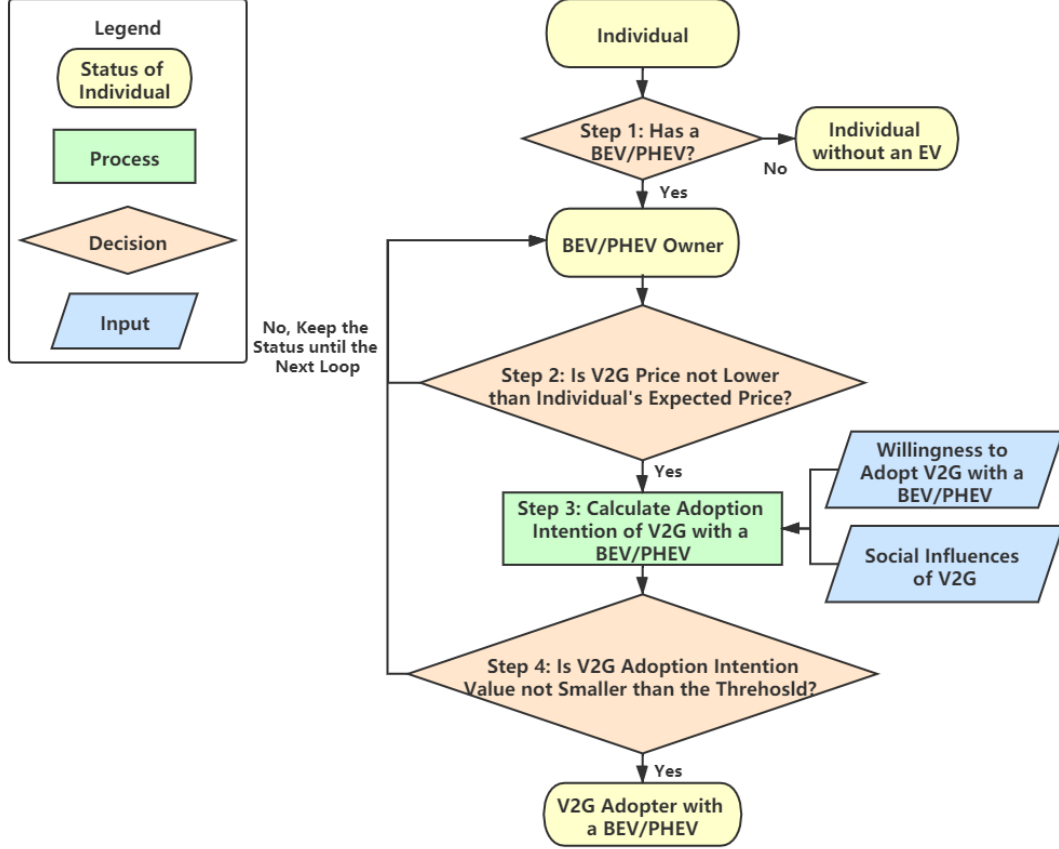 Legend
Status of
Individual
Process
Decision
Input
Individual
Step 1: Has a
BEV/PHEV?
No
Individual
without an EV
Yes
BEV/PHEV Owner
No, Keep the
Status until the
Next Loop
Step 2: Is V2G Price not Lower
than Individual's Expected Price?
Yes
Step 3: Calculate Adoption
Intention of V2G with a
BEV/PHEV
Willingness to
Adopt V2G with a
BEV/PHEV
Social Influences
of V2G
Step 4: Is V2G Adoption Intention
Value not Smaller than the Threhosld?
Yes
V2G Adopter with
a BEV/PHEV